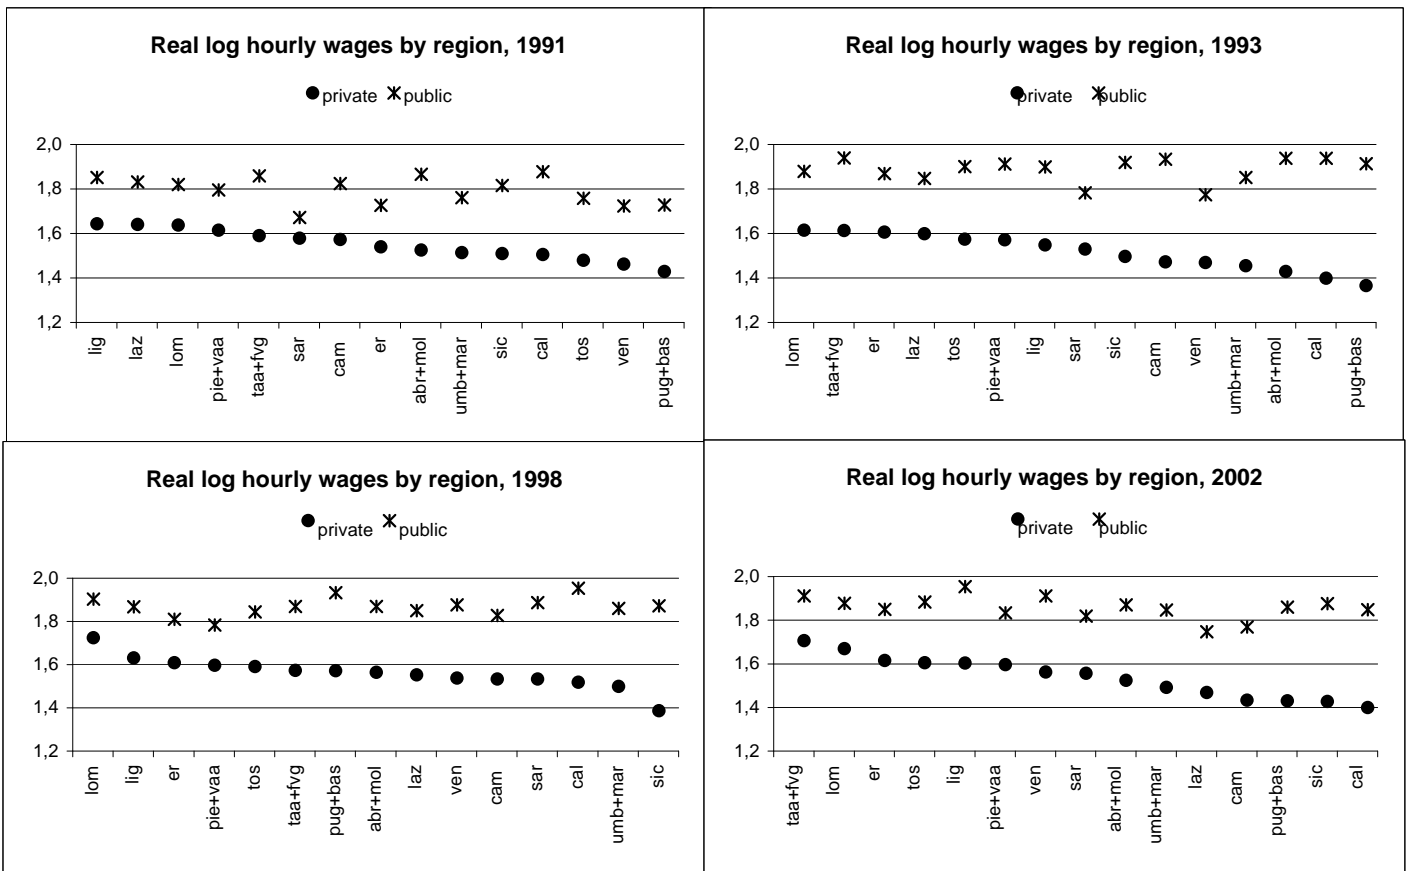 Real log hourly wages by region, 1991
private public
2,0
1,8
1,6
1,4
1,2
lig laz lom pie+vaa taa+fvg sar cam er abr+mol umb+mar sic cal tos ven pug+bas
Real log hourly wages by region, 1993
private public
2,0
1,8
1,6
1,4
1,2
lom taa+fvg er laz tos pie+vaa lig sar sic cam ven umb+mar abr+mol cal pug+bas
Real log hourly wages by region, 1998
private public
2,0
1,8
1,6
1,4
1,2
lom lig er pie+vaa tos taa+fvg pug+bas abr+mol laz ven cam sar cal umb+mar sic
Real log hourly wages by region, 2002
private public
2,0
1,8
1,6
1,4
1,2
taa+fvg lom er tos lig pie+vaa ven sar abr+mol umb+mar laz cam pug+bas sic cal